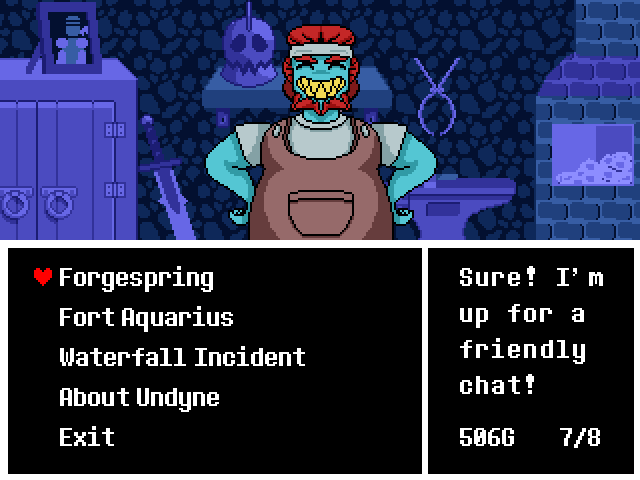 Forgespring
Fort Aquarius
Waterfall Incident
About Undyne
Exit
Sure! I'm
up for a
friendly
chat!
506G 7/8